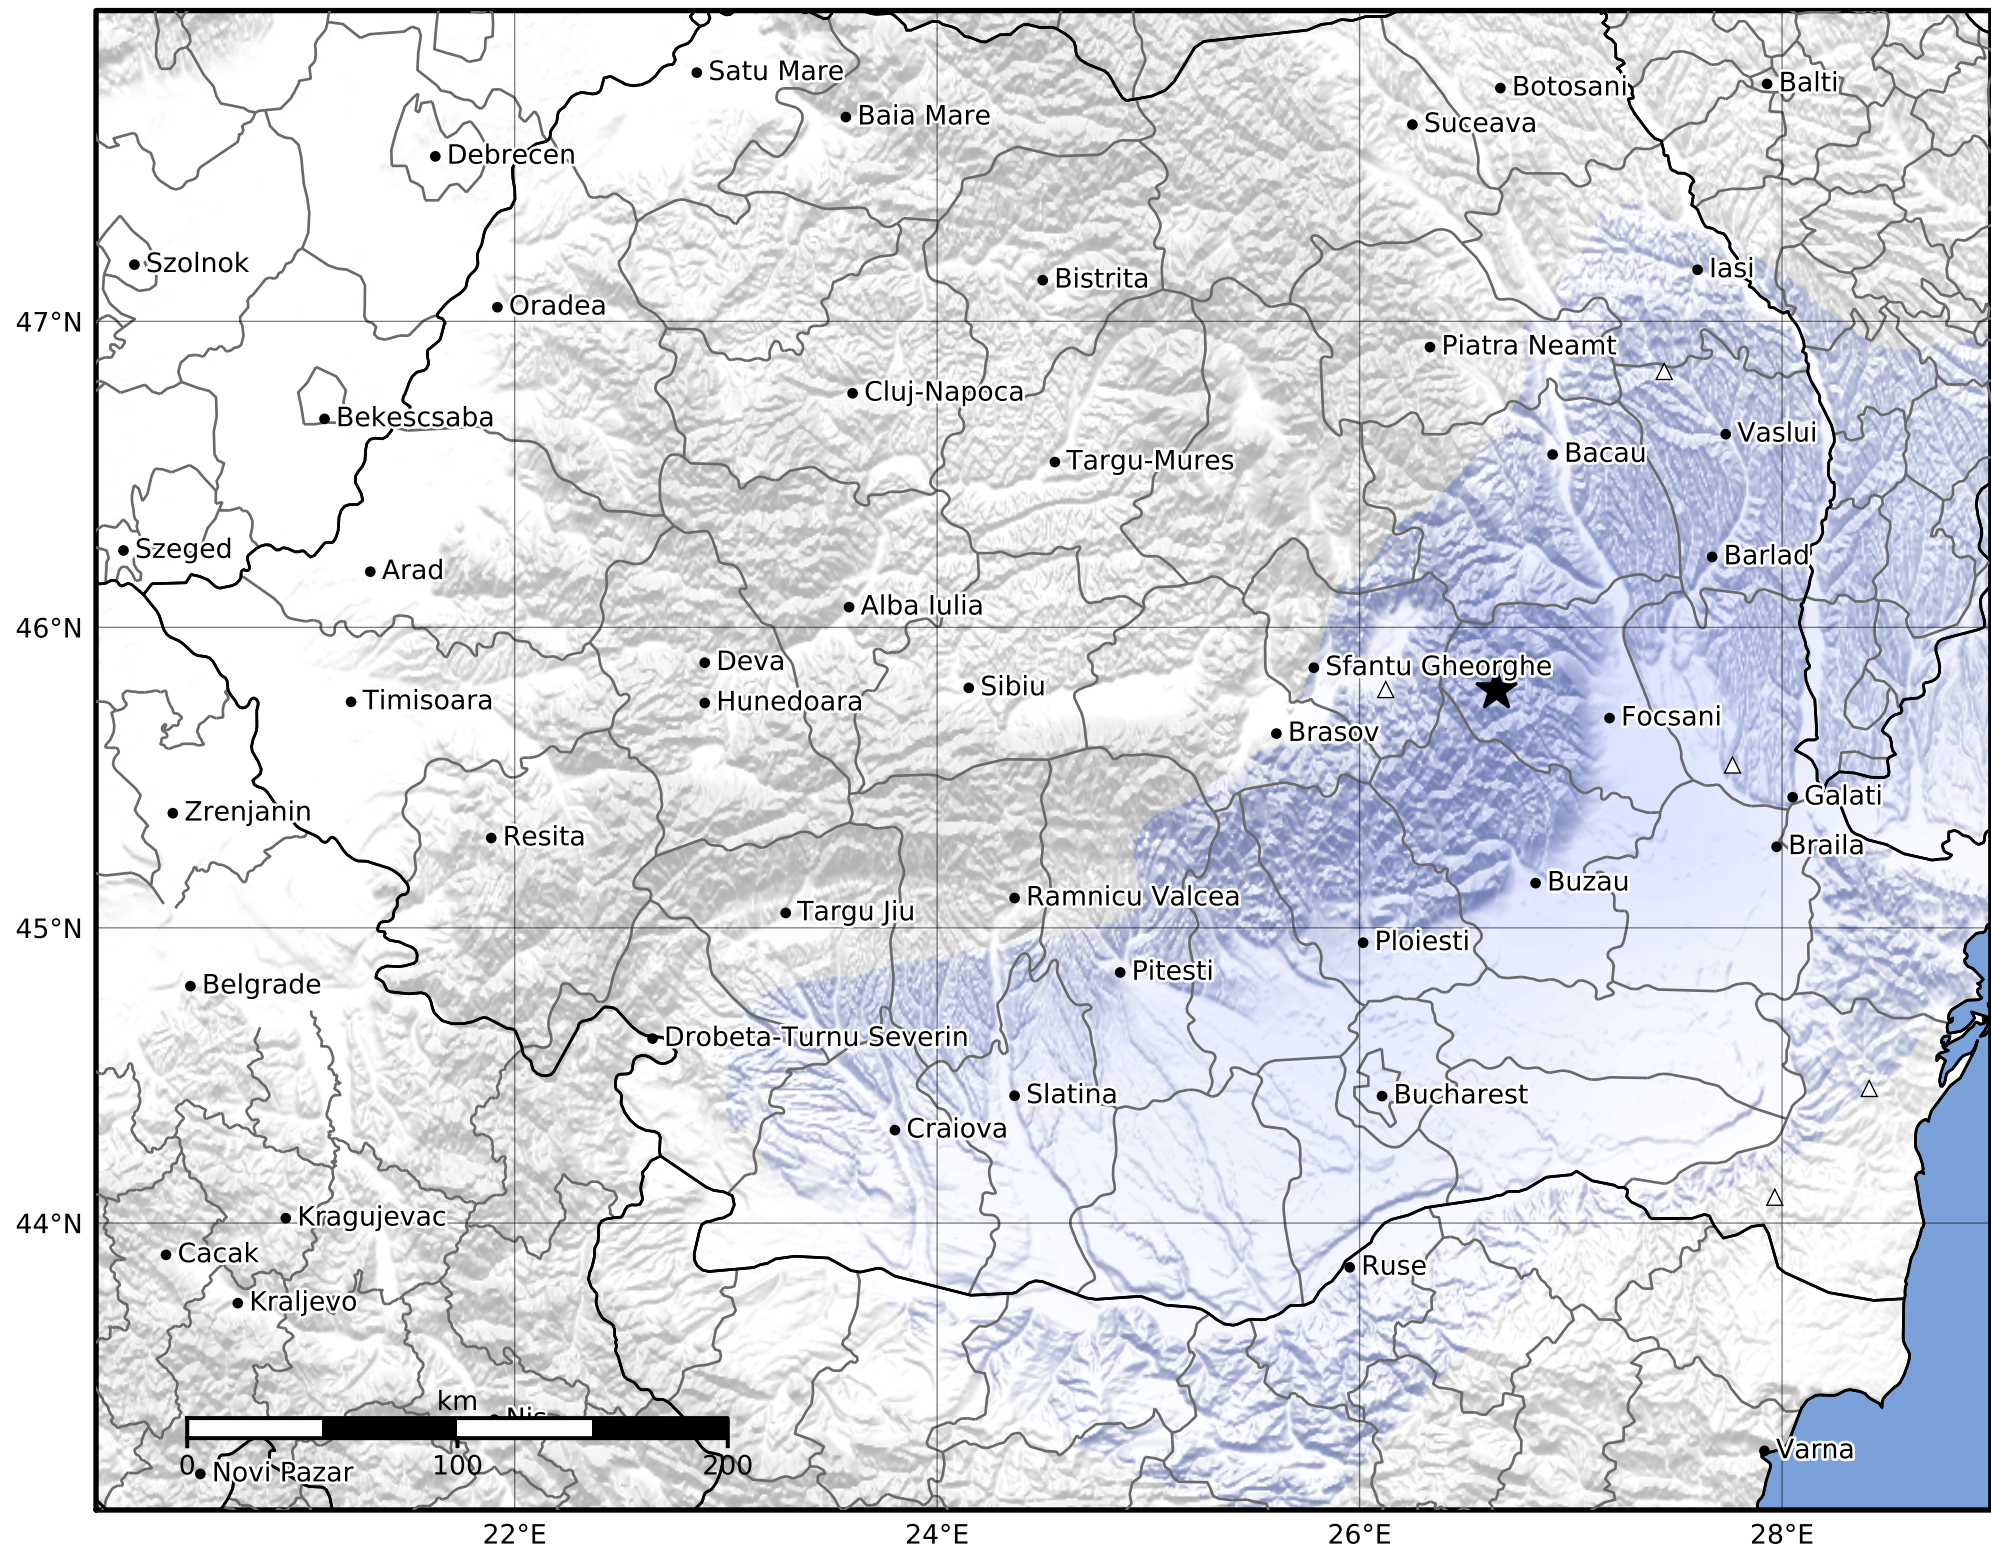 Satu Mare
Botosani
Balti
Baia Mare
Suceava
Debrecen
Szolnok
Iasi
Bistrita
Oradea
47°N
Piatra Neamt
Cluj-Napoca
Bekescsaba
Vaslui
Bacau
Targu-Mures
Szeged
Barlad
Arad
Alba Iulia
46°N
Deva
Sfantu Gheorghe
Sibiu
Timisoara
Hunedoara
Focsani
Brasov
Galati
Zrenjanin
Resita
Braila
Buzau
Ramnicu Valcea
Targu Jiu
45°N
Ploiesti
Pitesti
Belgrade
Drobeta-Turnu Severin
Slatina
Bucharest
Craiova
Kragujevac
44°N
Cacak
Ruse
Kraljevo
km
Nis
Varna
0 100 200
Novi Pazar
22°E 24°E 26°E 28°E